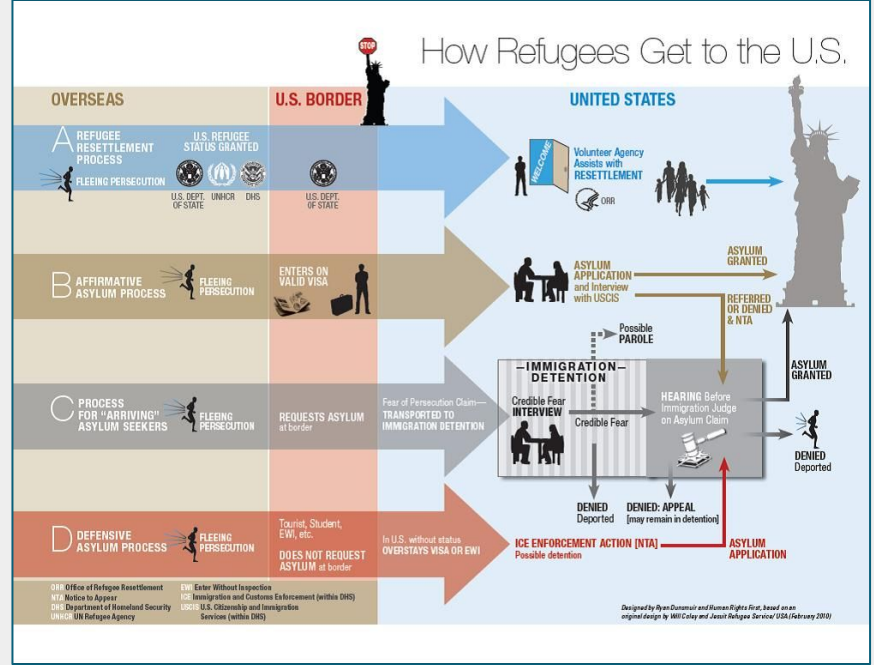 STOP
How Refugees Get to the U.S.
OVERSEAS
U.S. BORDER
UNITED STATES
A REFUGEE
RESETTLEMENT
PROCESS
FLEEING PERSECUTION
U.S. REFUGEE
STATUS GRANTED
U.S. DEPT.
OF STATE
UNHCR
DHS
U.S. DEPT.
OF STATE
WELCOME
Volunteer Agency
Assists with
RESETTLEMENT
ORR
B AFFIRMATIVE
ASYLUM PROCESS
FLEEING
PERSECUTION
ENTERS ON
VALID VISA
ASYLUM
APPLICATION
and Interview
with USCIS
ASYLUM
GRANTED
REFERRED
OR DENIED
& NTA
Possible
PAROLE
C PROCESS
FOR "ARRIVING"
ASYLUM SEEKERS
FLEEING
PERSECUTION
REQUESTS ASYLUM
at border
Fear of Persecution Claim—
TRANSPORTED TO
IMMIGRATION DETENTION
—IMMIGRATION—
DETENTION
Credible Fear
INTERVIEW
Credible Fear
HEARING Before
Immigration Judge
on Asylum Claim
ASYLUM
GRANTED
DENIED
Deported
DENIED
Deported
DENIED: APPEAL
[may remain in detention]
D DEFENSIVE
ASYLUM PROCESS
FLEEING
PERSECUTION
Tourist, Student,
EWI, etc.
DOES NOT REQUEST
ASYLUM at border
In U.S. without status
OVERSTAYS VISA OR EWI
ICE ENFORCEMENT ACTION [NTA]
Possible detention
ASYLUM
APPLICATION
ORR Office of Refugee Resettlement
NTA Notice to Appear
DHS Department of Homeland Security
UNHCR UN Refugee Agency
EWI Enter Without Inspection
ICE Immigration and Customs Enforcement (within DHS)
USCIS U.S. Citizenship and Immigration
Services (within DHS)
Designed by Ryan Dunsmuir and Human Rights First, based on an
original design by Will Coley and Jesuit Refugee Service/ USA (February 2010)